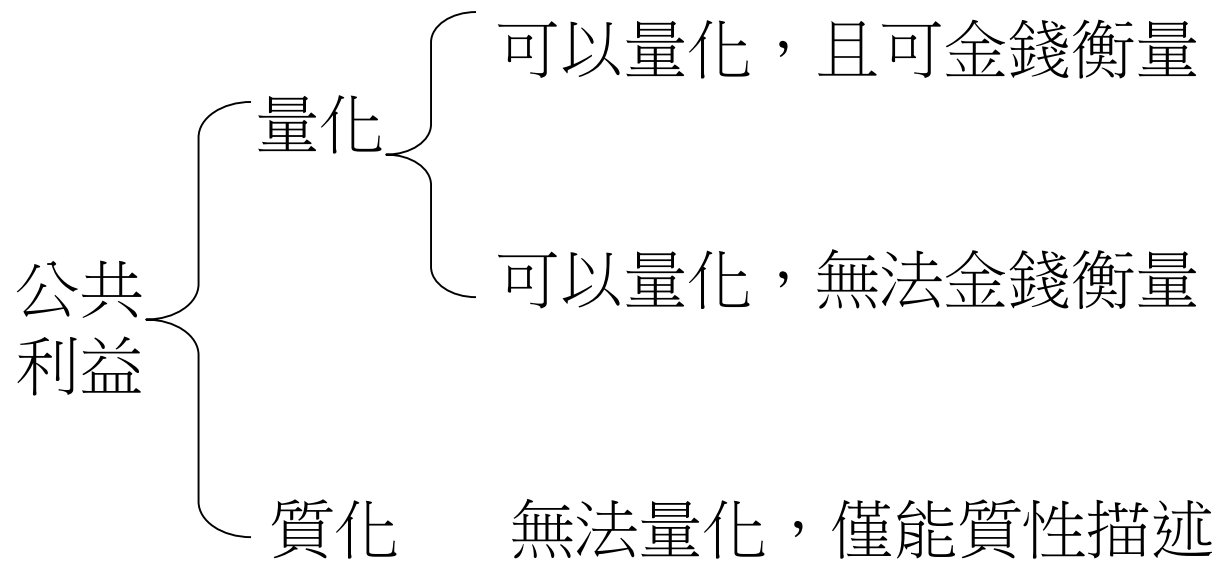 可以量化，且可金錢衡量
量化
可以量化，無法金錢衡量
公共
利益
質化
無法量化，僅能質性描述